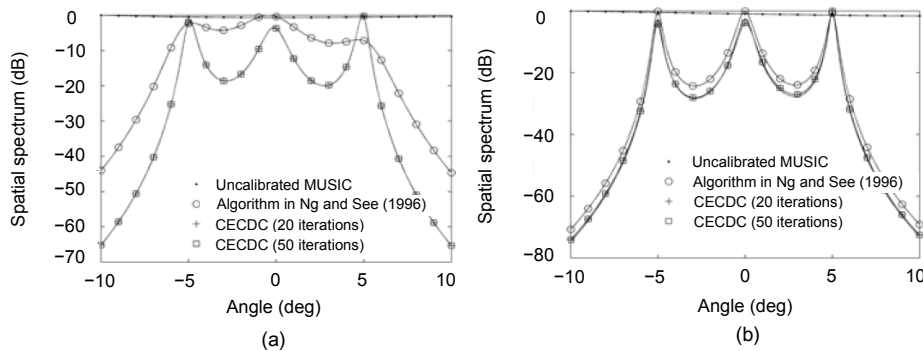 0
−10
−20
−30
−40
−50
−60
−70
Spatial spectrum (dB)
Uncalibrated MUSIC
Algorithm in Ng and See (1996)
CECDC (20 iterations)
CECDC (50 iterations)
−10
−5
0
5
10
Angle (deg)
(a)
0
−20
−40
−60
−80
Spatial spectrum (dB)
Uncalibrated MUSIC
Algorithm in Ng and See (1996)
CECDC (20 iterations)
CECDC (50 iterations)
−10
−5
0
5
10
Angle (deg)
(b)